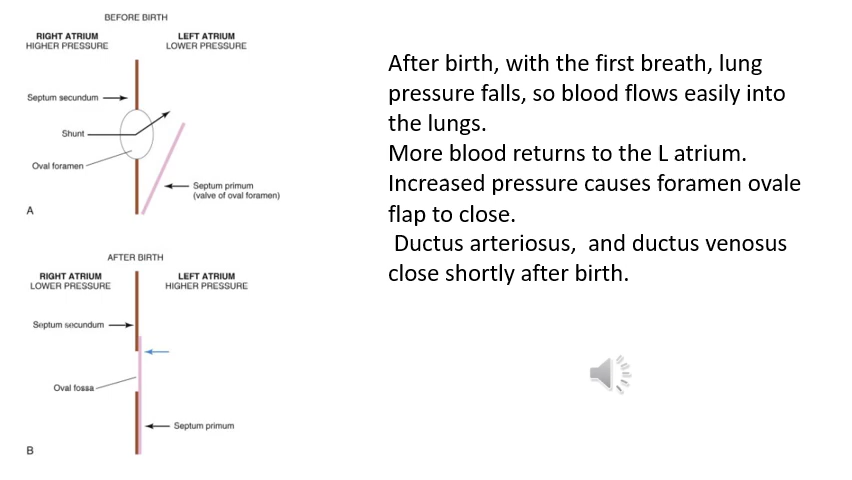 BEFORE BIRTH
RIGHT ATRIUM
HIGHER PRESSURE
LEFT ATRIUM
LOWER PRESSURE
Septum secundum
Shunt
Oval foramen
Septum primum
(valve of oval foramen)
A
AFTER BIRTH
RIGHT ATRIUM
LOWER PRESSURE
LEFT ATRIUM
HIGHER PRESSURE
Septum secundum
Oval fossa
Septum primum
B
After birth, with the first breath, lung
pressure falls, so blood flows easily into
the lungs.
More blood returns to the L atrium.
Increased pressure causes foramen ovale
flap to close.
Ductus arteriosus,  and ductus venosus
close shortly after birth.